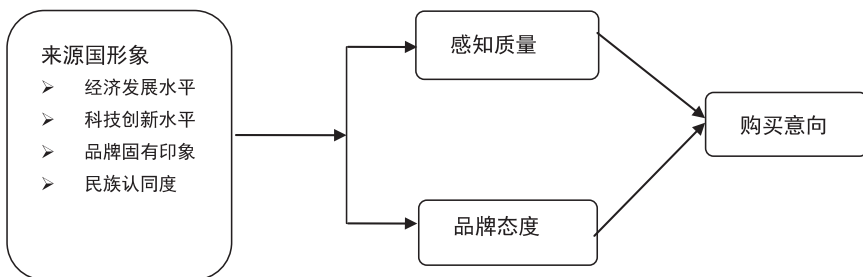 来源国形象
➢ 经济发展水平
➢ 科技创新水平
➢ 品牌固有印象
➢ 民族认同度
感知质量
品牌态度
购买意向